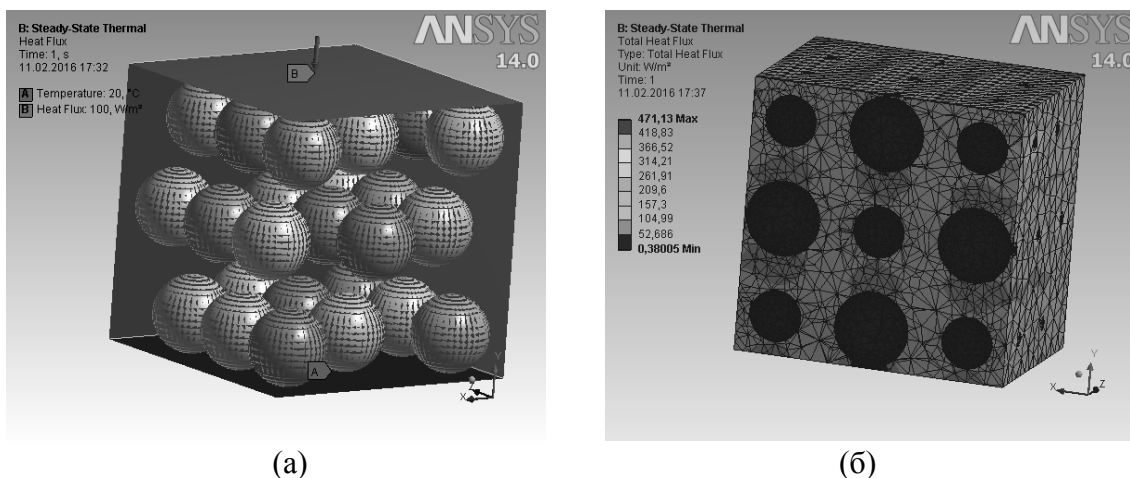 B: Steady-State Thermal
Heat Flux
Time: 1, s
11.02.2016 17:32
A Temperature: 20, °C
B Heat Flux: 100, W/m²
ANSYS
14.0
B
A
Y
Z
X
(а)
B: Steady-State Thermal
Total Heat Flux
Type: Total Heat Flux
Unit: W/m²
Time: 1
11.02.2016 17:37
471,13 Max
418,83
366,52
314,21
261,91
209,6
157,3
104,99
52,686
0,38005 Min
ANSYS
14.0
Y
X
Z
(б)